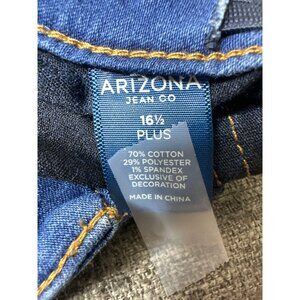 ARIZONA
JEAN CO
16½
PLUS
70% COTTON
29% POLYESTER
1% SPANDEX
EXCLUSIVE OF
DECORATION
MADE IN CHINA